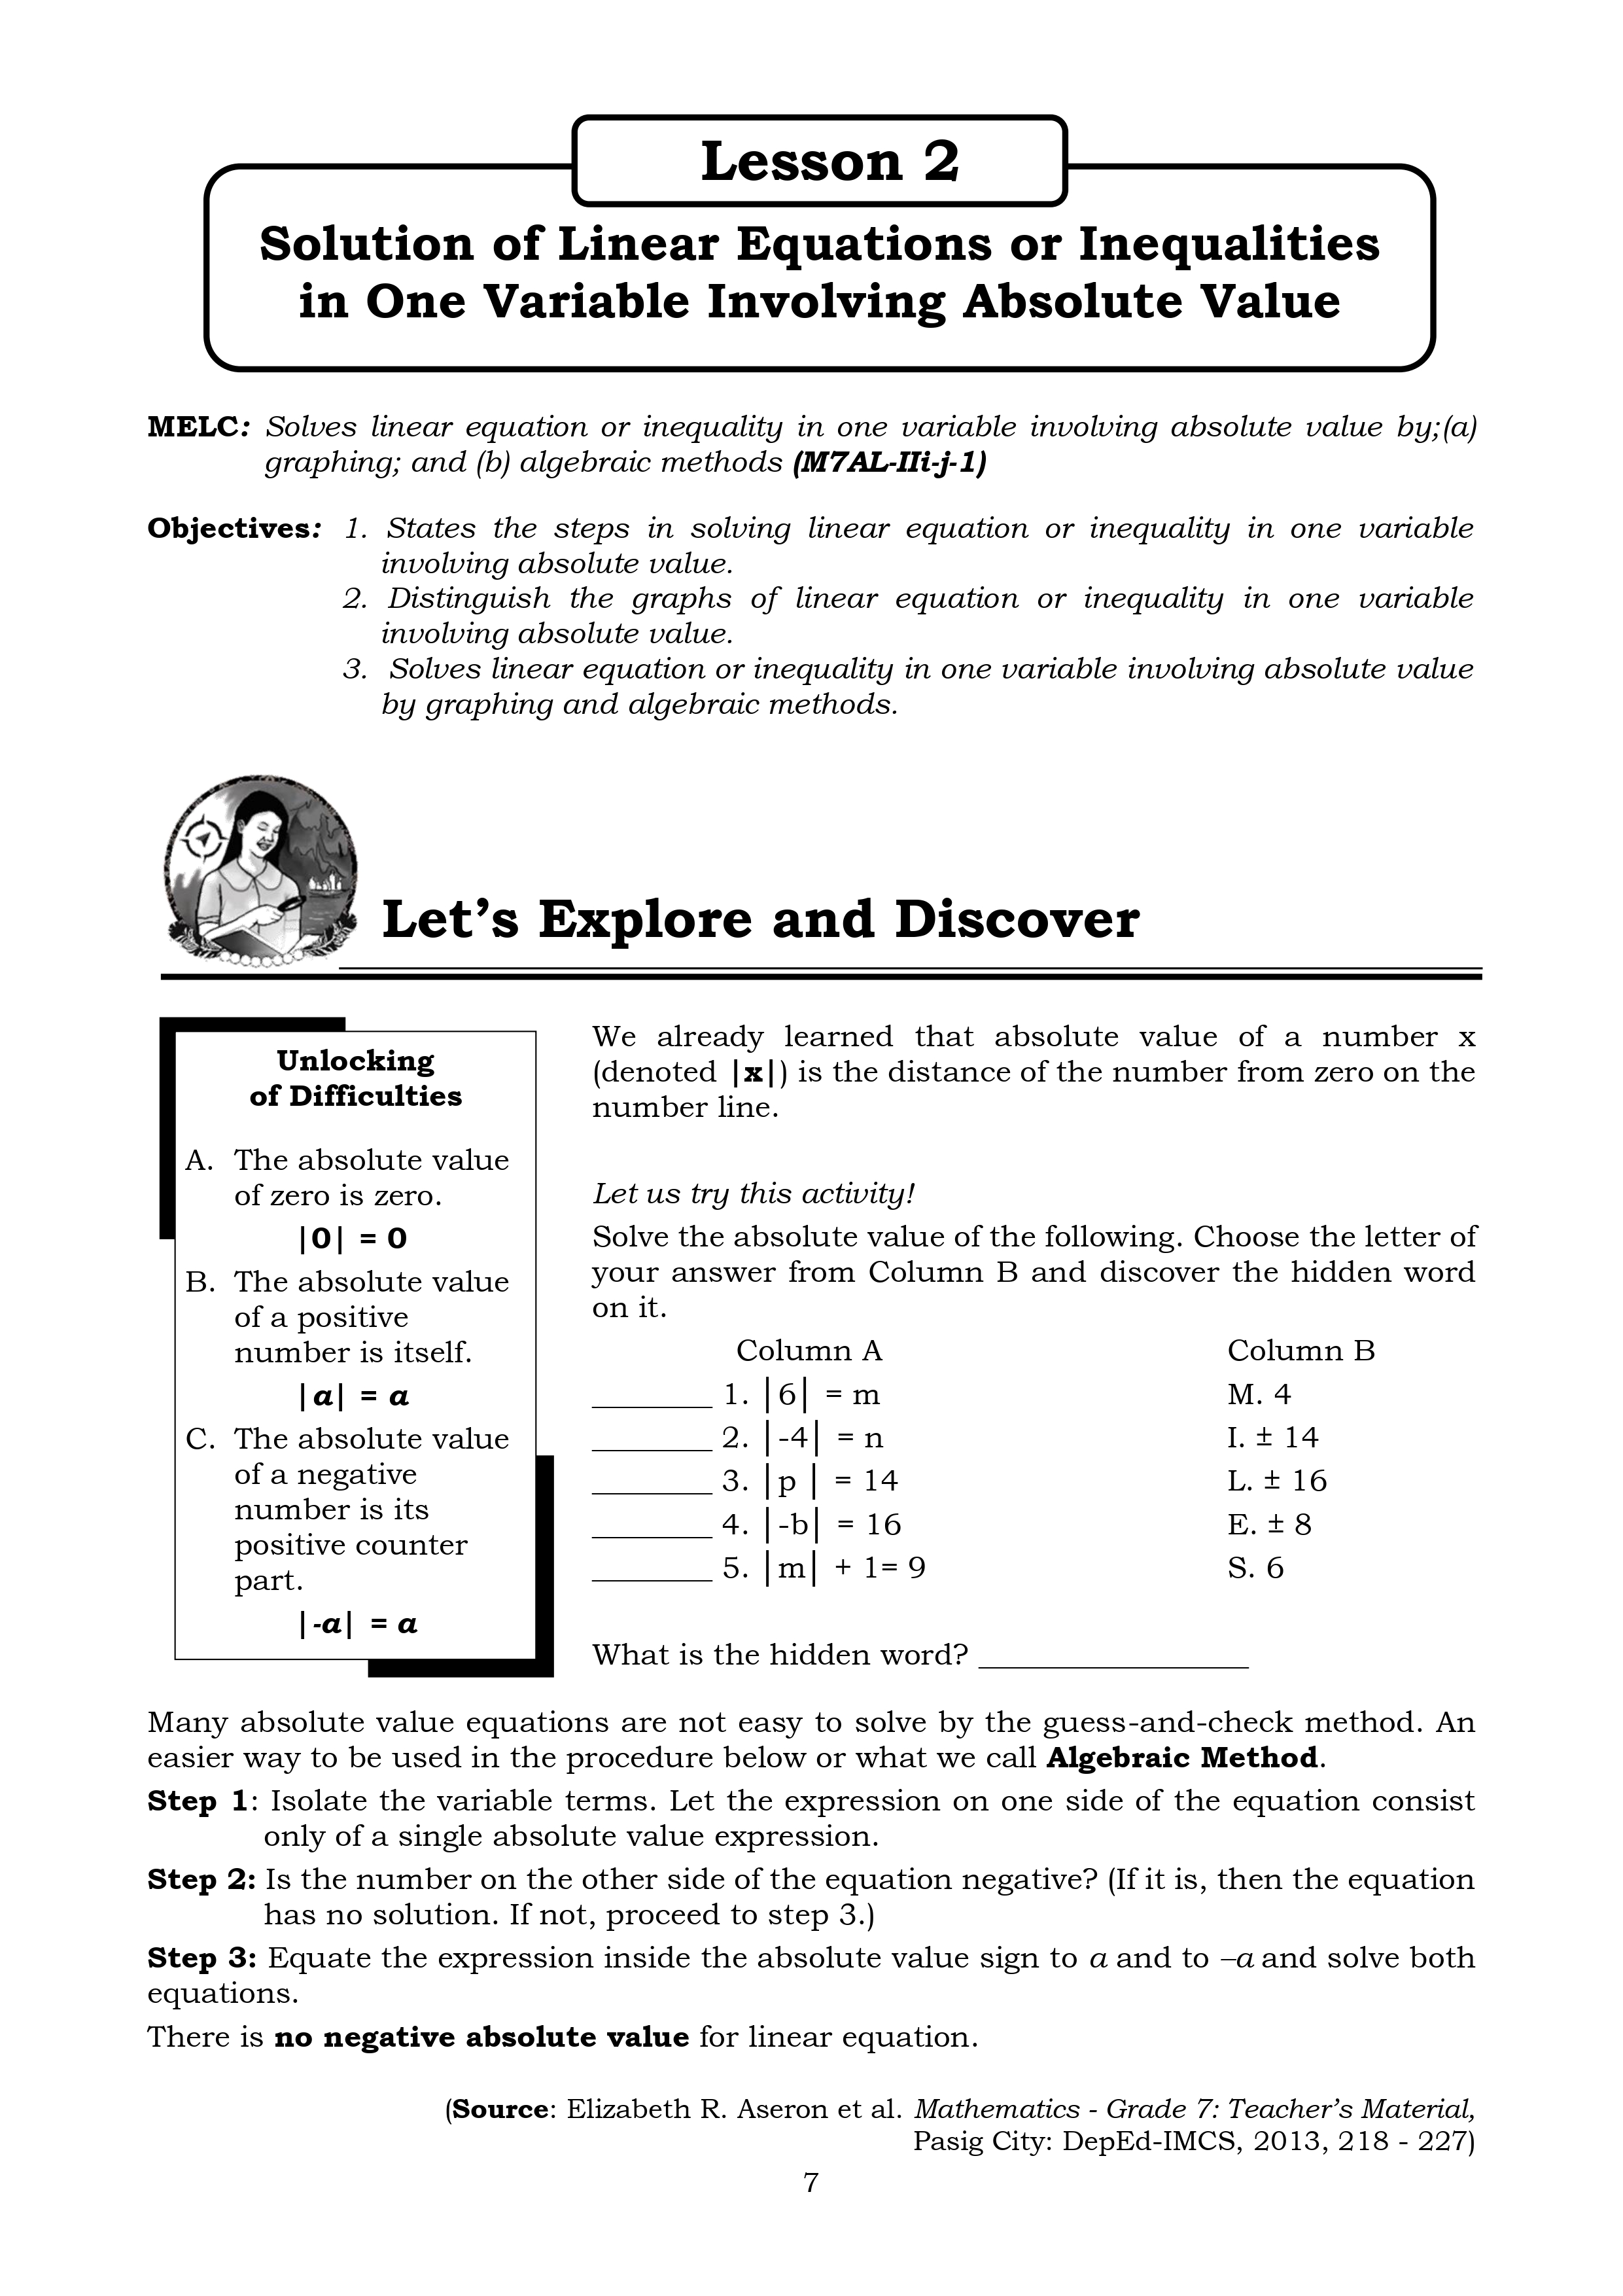 Lesson 2
Solution of Linear Equations or Inequalities
in One Variable Involving Absolute Value
MELC: Solves linear equation or inequality in one variable involving absolute value by;(a)
graphing; and (b) algebraic methods (M7AL-IIi-j-1)
Objectives: 1. States the steps in solving linear equation or inequality in one variable
involving absolute value.
2. Distinguish the graphs of linear equation or inequality in one variable
involving absolute value.
3. Solves linear equation or inequality in one variable involving absolute value
by graphing and algebraic methods.
Let’s Explore and Discover
Unlocking
of Difficulties
A. The absolute value
of zero is zero.
|0| = 0
B. The absolute value
of a positive
number is itself.
|a| = a
C. The absolute value
of a negative
number is its
positive counter
part.
|-a| = a
We already learned that absolute value of a number x
(denoted |x|) is the distance of the number from zero on the
number line.
Let us try this activity!
Solve the absolute value of the following. Choose the letter of
your answer from Column B and discover the hidden word
on it.
Column A Column B
________ 1. |6| = m M. 4
________ 2. |-4| = n I. ± 14
________ 3. |p | = 14 L. ± 16
________ 4. |-b| = 16 E. ± 8
________ 5. |m| + 1= 9 S. 6
What is the hidden word? __________________
Many absolute value equations are not easy to solve by the guess-and-check method. An
easier way to be used in the procedure below or what we call Algebraic Method.
Step 1: Isolate the variable terms. Let the expression on one side of the equation consist
only of a single absolute value expression.
Step 2: Is the number on the other side of the equation negative? (If it is, then the equation
has no solution. If not, proceed to step 3.)
Step 3: Equate the expression inside the absolute value sign to a and to –a and solve both
equations.
There is no negative absolute value for linear equation.
(Source: Elizabeth R. Aseron et al. Mathematics - Grade 7: Teacher’s Material,
Pasig City: DepEd-IMCS, 2013, 218 - 227)
7